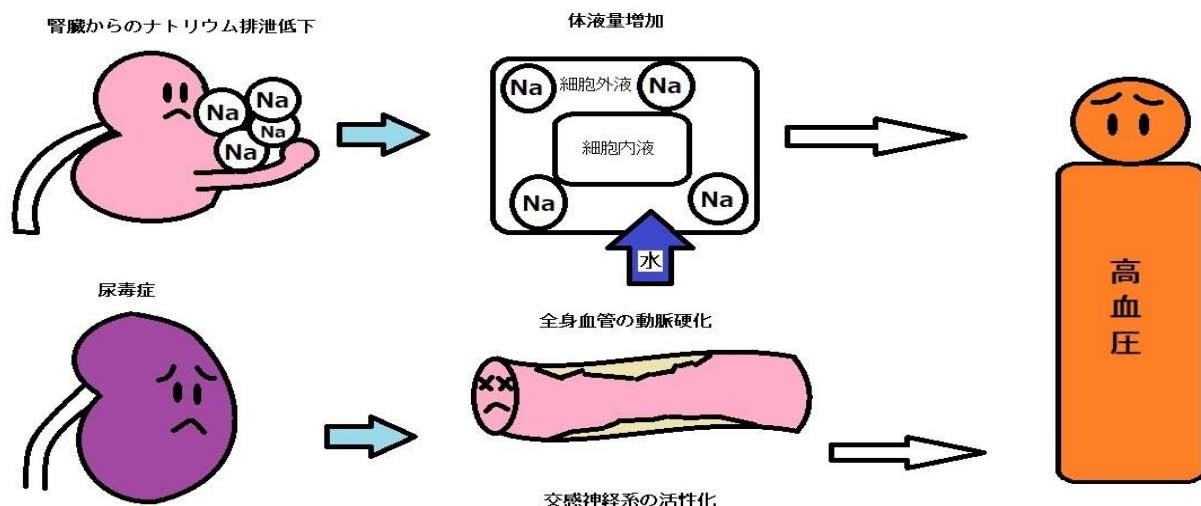 腎臓からのナトリウム排泄低下
体液量増加
Na
Na
Na
Na
Na
細胞外液
Na
細胞内液
Na
Na
水
高血圧
尿毒症
全身血管の動脈硬化
交感神経系の活性化